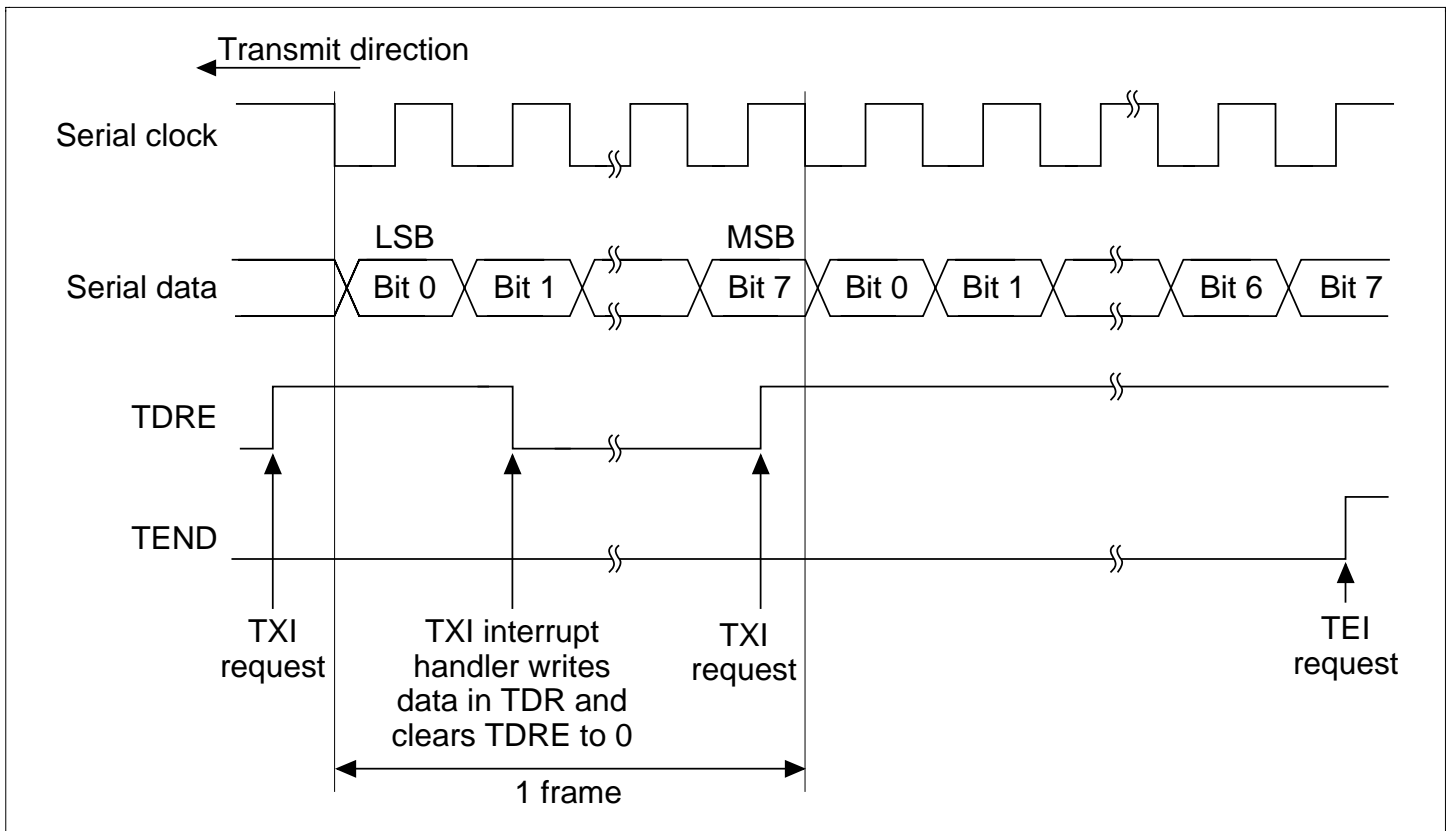 Transmit direction
Serial clock
LSB
MSB
Serial data
Bit 0
Bit 1
Bit 7
Bit 0
Bit 1
Bit 6
Bit 7
TDRE
TEND
TXI
request
TXI interrupt
handler writes
data in TDR and
clears TDRE to 0
TXI
request
TEI
request
1 frame